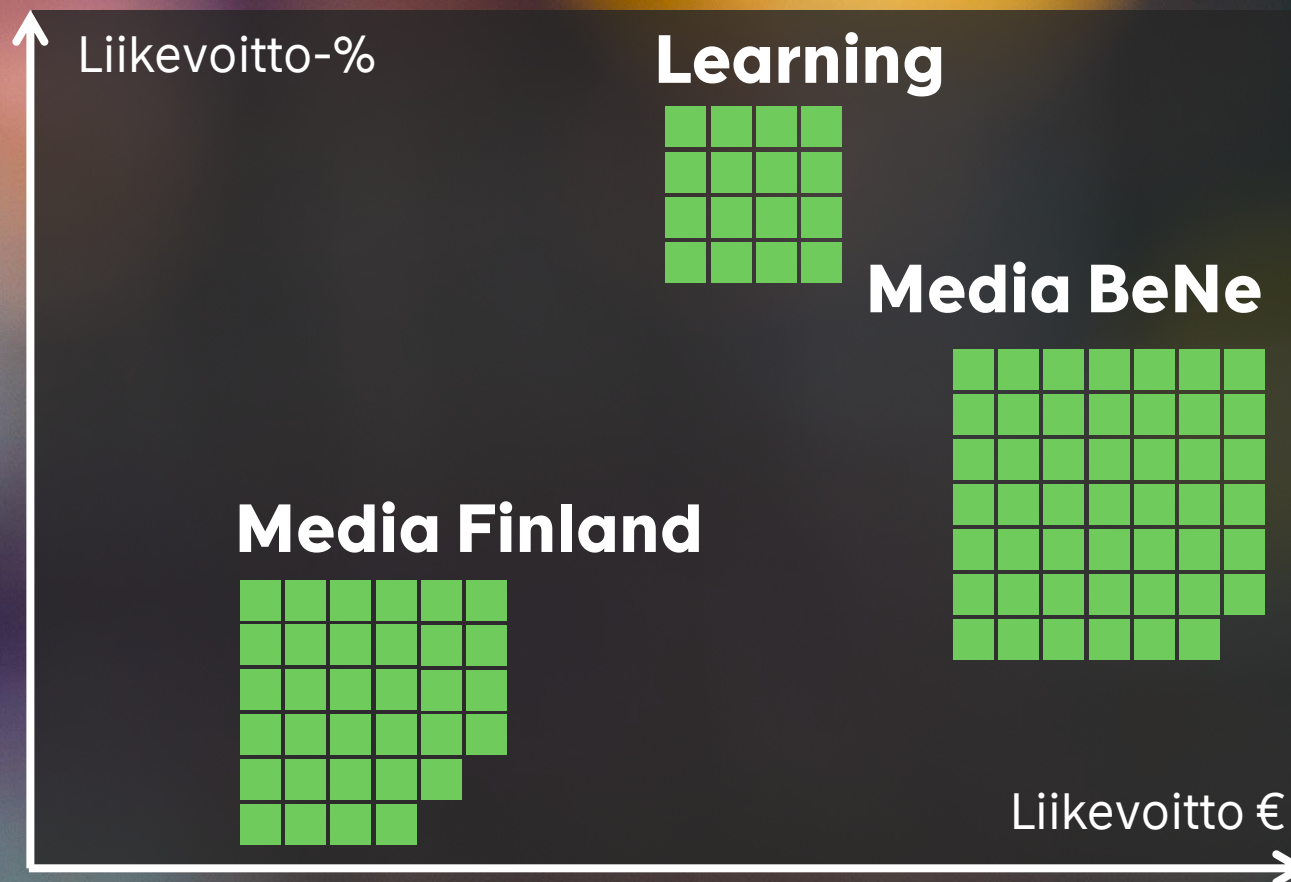 Liikevoitto-%
Learning
Media BeNe
Media Finland
Liikevoitto €